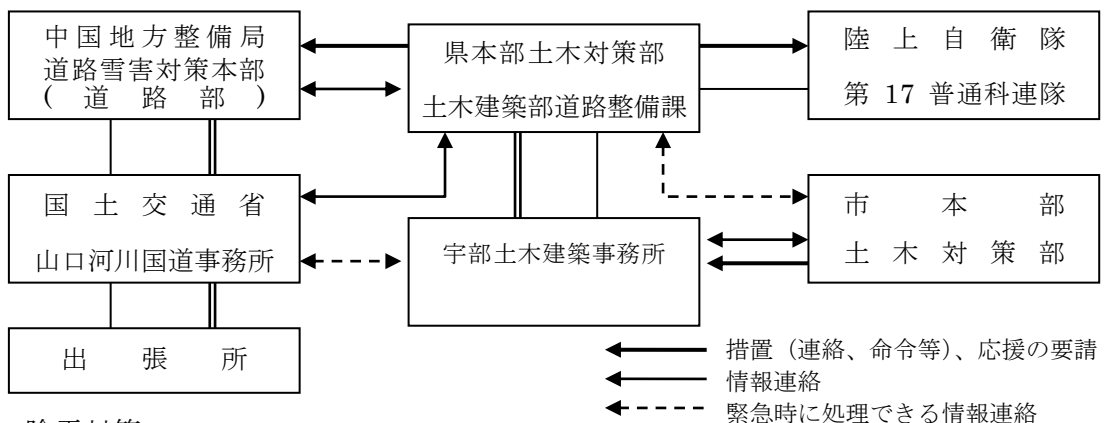 中国地方整備局
道路雪害対策本部
(道路部)
県本部土木対策部
土木建築部道路整備課
陸上自衛隊
第 17 普通科連隊
国土交通省
山口河川国道事務所
宇部土木建築事務所
市本部
土木対策部
出張所
措置（連絡、命令等）、応援の要請
情報連絡
緊急時に処理できる情報連絡